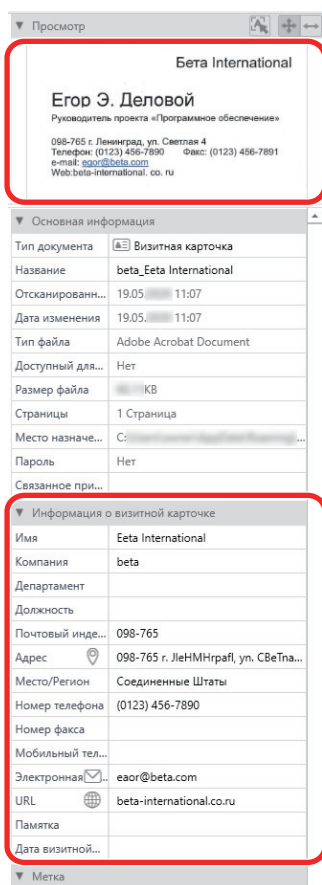 Просмотр
Бета International
Егор Э. Деловой
Руководитель проекта «Программное обеспечение»
098-765 г. Ленинград, ул. Светлая 4
Телефон: (0123) 456-7890 Факс: (0123) 456-7891
e-mail: egor@beta.com
Web:beta-international. co. ru
Основная информация
Тип документа Визитная карточка
Название beta_Eeta International
Отсканированн... 19.05. 11:07
Дата изменения 19.05. 11:07
Тип файла Adobe Acrobat Document
Доступный для... Нет
Размер файла KB
Страницы 1 Страница
Место назначе... C: ...
Пароль Нет
Связанное при...
Информация о визитной карточке
Имя Eeta International
Компания beta
Департамент
Должность
Почтовый инде... 098-765
Адрес 098-765 г. JleHMHrpafl, yn. CBeTna...
Место/Регион Соединенные Штаты
Номер телефона (0123) 456-7890
Номер факса
Мобильный тел...
Электронная ... eaor@beta.com
URL beta-international.co.ru
Памятка
Дата визитной...
Метка